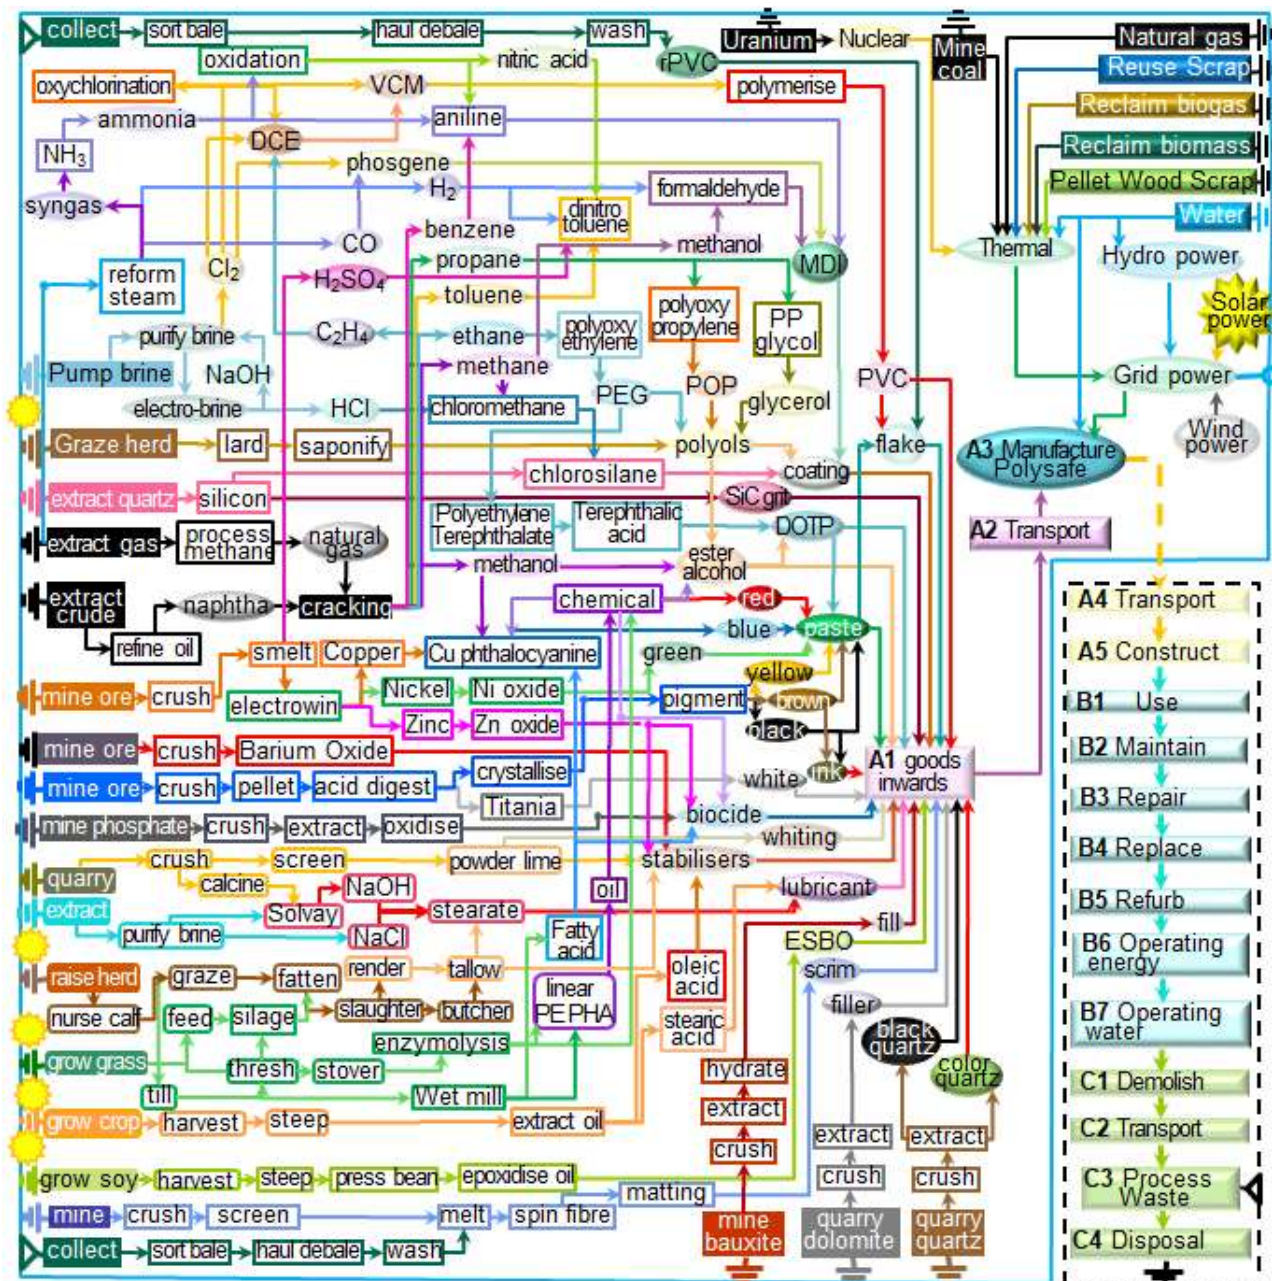 collect
sort bale
haul debale
wash
rPVC
Uranium
Nuclear
Mine
coal
Natural gas
Reuse Scrap
Reclaim biogas
Reclaim biomass
Pellet Wood Scrap
Water
oxidation
nitric acid
oxychlorination
VCM
polymerise
ammonia
DCE
aniline
NH3
phosgene
syngas
H2
formaldehyde
dinitro
toluene
benzene
CO
methanol
Thermal
Hydro power
reform
steam
Cl2
H2SO4
propane
MDI
toluene
Solar
power
polyoxy
propylene
PP
glycol
purify brine
C2H4
ethane
polyoxy
ethylene
Pump brine
NaOH
methane
PEG
POP
PVC
Grid power
electro-brine
HCl
chloromethane
glycerol
Wind
power
Graze herd
lard
saponify
polyols
flake
A3 Manufacture
Polysafe
extract quartz
silicon
chlorosilane
coating
SiC grit
Polyethylene
Terephthalate
Terephthalic
acid
DOTP
A2 Transport
extract gas
process
methane
natural
gas
methanol
ester
alcohol
extract
crude
naphtha
cracking
chemical
red
A4 Transport
refine oil
blue
paste
smelt
Copper
Cu phthalocyanine
green
A5 Construct
yellow
mine ore
crush
electrowin
Nickel
Ni oxide
pigment
brown
B1 Use
Zinc
Zn oxide
black
mine ore
crush
Barium Oxide
A1 goods
inwards
B2 Maintain
mine ore
crush
pellet
acid digest
crystallise
white
ink
Titania
B3 Repair
mine phosphate
crush
extract
oxidise
biocide
whiting
B4 Replace
quarry
crush
screen
powder lime
stabilisers
calcine
NaOH
oil
lubricant
B5 Refurb
extract
Solvay
stearate
fill
purify brine
NaCl
Fatty
acid
ESBO
B6 Operating
energy
raise herd
graze
fatten
render
tallow
oleic
acid
scrim
nurse calf
feed
silage
slaughter
butcher
linear
PE PHA
stearic
acid
filler
B7 Operating
water
black
quartz
grow grass
thresh
stover
enzymolysis
hydrate
color
quartz
till
Wet mill
C1 Demolish
grow crop
harvest
steep
extract oil
extract
crush
extract
extract
C2 Transport
grow soy
harvest
steep
press bean
epoxidise oil
crush
crush
C3 Process
Waste
mine
crush
screen
melt
spin fibre
matting
mine
bauxite
quarry
dolomite
quarry
quartz
C4 Disposal
collect
sort bale
haul debale
wash